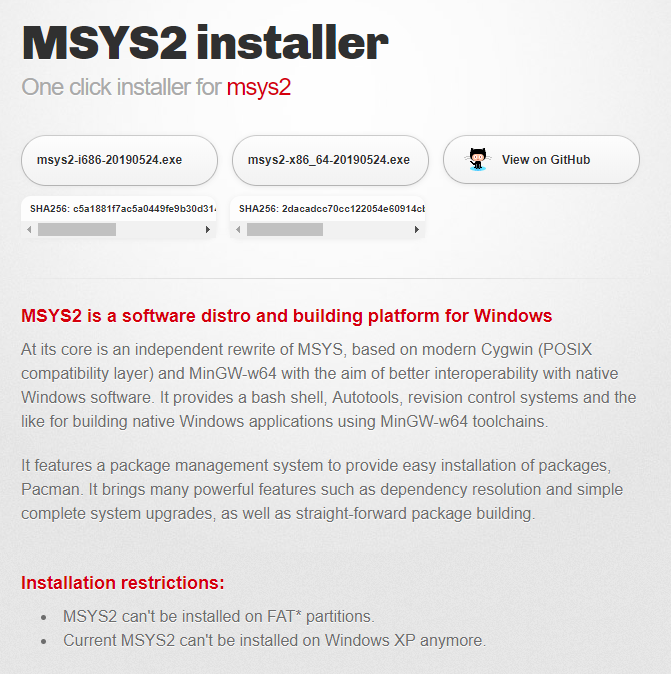 MSYS2 installer
One click installer for msys2
msys2-i686-20190524.exe
msys2-x86_64-20190524.exe
View on GitHub
SHA256: c5a1881f7ac5a0449fe9b30d314
SHA256: 2dacadcc70cc122054e60914cb
MSYS2 is a software distro and building platform for Windows
At its core is an independent rewrite of MSYS, based on modern Cygwin (POSIX
compatibility layer) and MinGW-w64 with the aim of better interoperability with native
Windows software. It provides a bash shell, Autotools, revision control systems and the
like for building native Windows applications using MinGW-w64 toolchains.
It features a package management system to provide easy installation of packages,
Pacman. It brings many powerful features such as dependency resolution and simple
complete system upgrades, as well as straight-forward package building.
Installation restrictions:
• MSYS2 can't be installed on FAT* partitions.
• Current MSYS2 can't be installed on Windows XP anymore.